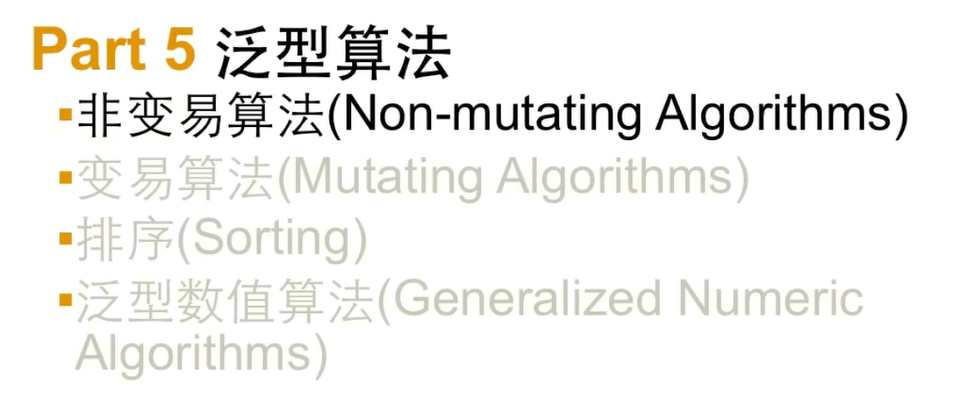 Part 5 泛型算法
▪非变易算法(Non-mutating Algorithms)
▪变易算法(Mutating Algorithms)
▪排序(Sorting)
▪泛型数值算法(Generalized Numeric
Algorithms)